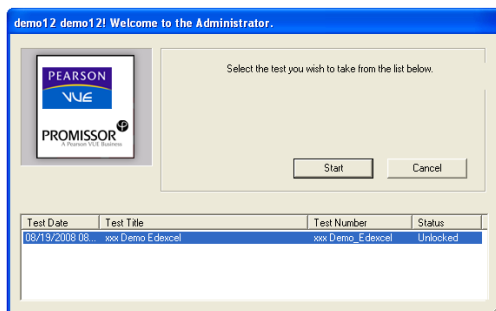 demo12 demo12! Welcome to the Administrator.
PEARSON
VUE
PROMISSOR
A Pearson VUE Business
Select the test you wish to take from the list below.
Start Cancel
Test Date Test Title Test Number Status
08/19/2008 08... xxx Demo Edexcel xxx Demo_Edexcel Unlocked